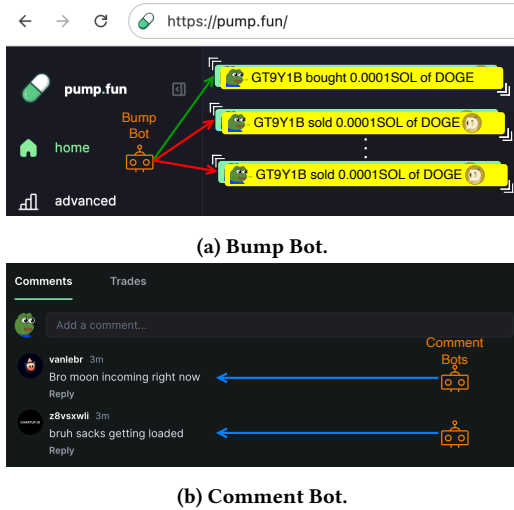 https://pump.fun/
pump.fun
Bump
Bot
home
advanced
GT9Y1B bought 0.0001SOL of DOGE
GT9Y1B sold 0.0001SOL of DOGE
GT9Y1B sold 0.0001SOL of DOGE
(a) Bump Bot.
Comments Trades
Add a comment...
Comment
Bots
vanlebr 3m
Bro moon incoming right now
Reply
z8vsxwli 3m
bruh sacks getting loaded
Reply
(b) Comment Bot.